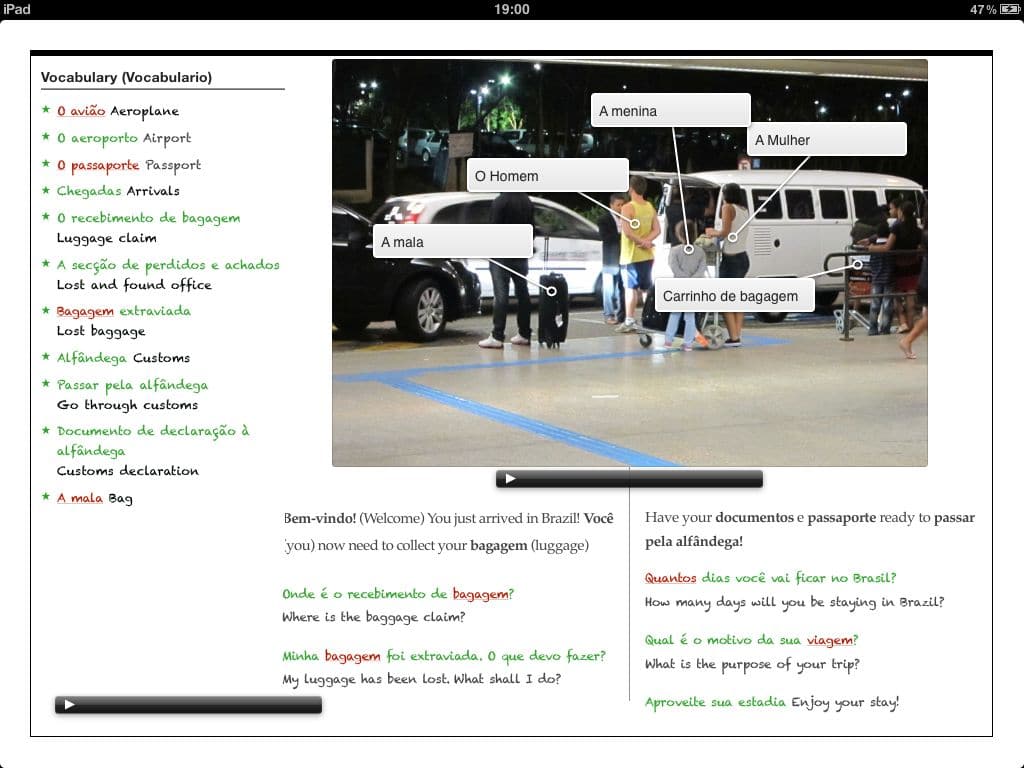 iPad
19:00
47%
Vocabulary (Vocabulario)
O avião Aeroplane
O aeroporto Airport
O passaporte Passport
Chegadas Arrivals
O recebimento de bagagem
Luggage claim
A secção de perdidos e achados
Lost and found office
Bagagem extraviada
Lost baggage
Alfândega Customs
Passar pela alfândega
Go through customs
Documento de declaração à
alfândega
Customs declaration
A mala Bag
A menina
A Mulher
O Homem
A mala
Carrinho de bagagem
Bem-vindo! (Welcome) You just arrived in Brazil! Você
(you) now need to collect your bagagem (luggage)
Onde é o recebimento de bagagem?
Where is the baggage claim?
Minha bagagem foi extraviada. O que devo fazer?
My luggage has been lost. What shall I do?
Have your documentos e passaporte ready to passar
pela alfândega!
Quantos dias você vai ficar no Brasil?
How many days will you be staying in Brazil?
Qual é o motivo da sua viagem?
What is the purpose of your trip?
Aproveite sua estadia Enjoy your stay!